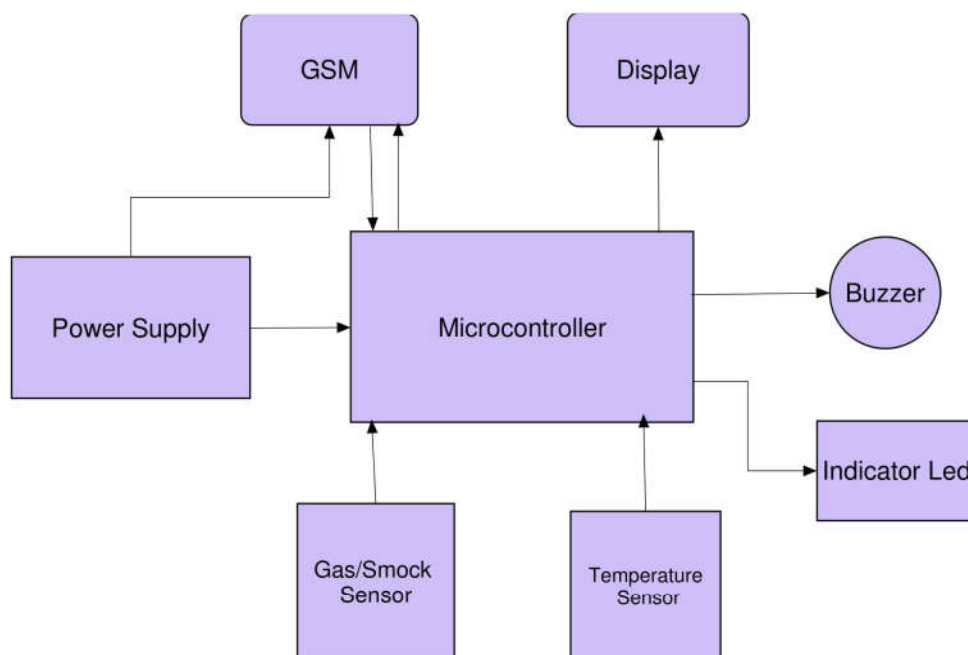 GSM
Display
Power Supply
Microcontroller
Buzzer
Indicator Led
Gas/Smock
Sensor
Temperature
Sensor